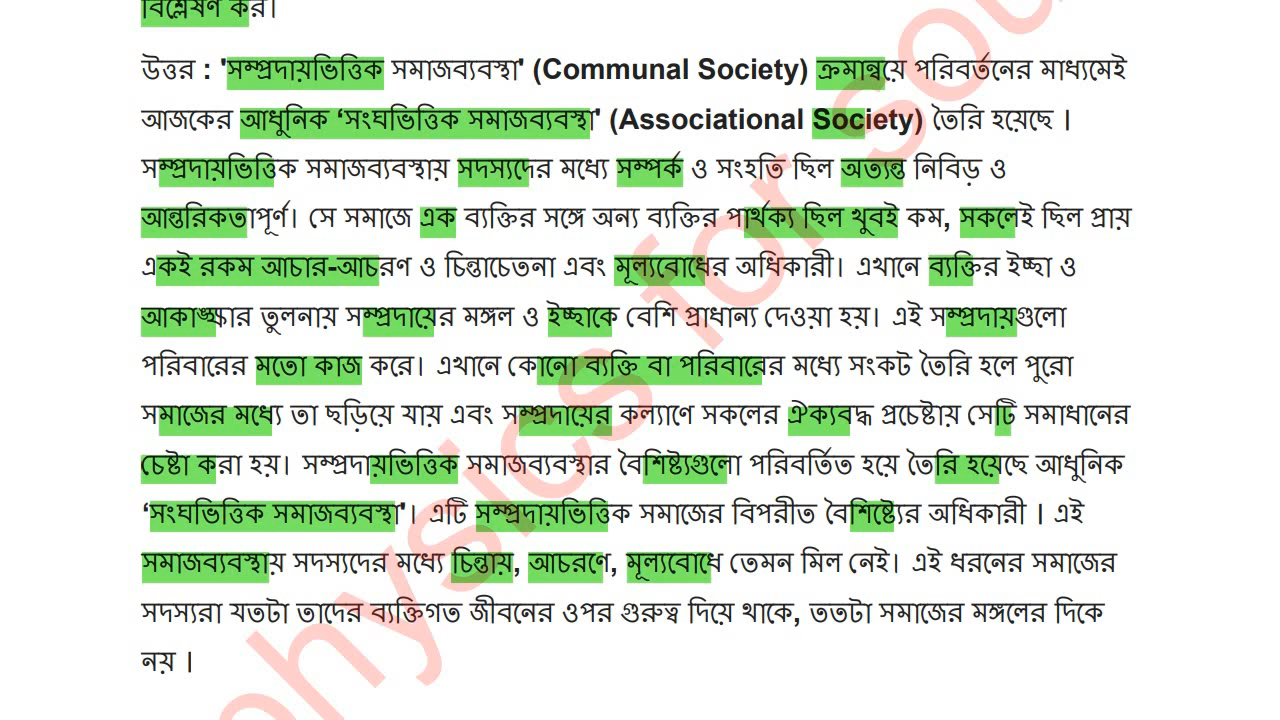 বিশ্লেষণ কর।
উত্তর : 'সম্প্রদায়ভিত্তিক সমাজব্যবস্থা' (Communal Society) ক্রমান্বয়ে পরিবর্তনের মাধ্যমেই
আজকের আধুনিক ‘সংঘভিত্তিক সমাজব্যবস্থা' (Associational Society) তৈরি হয়েছে ।
সম্প্রদায়ভিত্তিক সমাজব্যবস্থায় সদস্যদের মধ্যে সম্পর্ক ও সংহতি ছিল অত্যন্ত নিবিড় ও
আন্তরিকতাপূর্ণ। সে সমাজে এক ব্যক্তির সঙ্গে অন্য ব্যক্তির পার্থক্য ছিল খুবই কম, সকলেই ছিল প্রায়
একই রকম আচার-আচরণ ও চিন্তাচেতনা এবং মূল্যবোধের অধিকারী। এখানে ব্যক্তির ইচ্ছা ও
আকাঙ্ক্ষার তুলনায় সম্প্রদায়ের মঙ্গল ও ইচ্ছাকে বেশি প্রাধান্য দেওয়া হয়। এই সম্প্রদায়গুলো
পরিবারের মতো কাজ করে। এখানে কোনো ব্যক্তি বা পরিবারের মধ্যে সংকট তৈরি হলে পুরো
সমাজের মধ্যে তা ছড়িয়ে যায় এবং সম্প্রদায়ের কল্যাণে সকলের ঐক্যবদ্ধ প্রচেষ্টায় সেটি সমাধানের
চেষ্টা করা হয়। সম্প্রদায়ভিত্তিক সমাজব্যবস্থার বৈশিষ্ট্যগুলো পরিবর্তিত হয়ে তৈরি হয়েছে আধুনিক
‘সংঘভিত্তিক সমাজব্যবস্থা'। এটি সম্প্রদায়ভিত্তিক সমাজের বিপরীত বৈশিষ্ট্যের অধিকারী । এই
সমাজব্যবস্থায় সদস্যদের মধ্যে চিন্তায়, আচরণে, মূল্যবোধে তেমন মিল নেই। এই ধরনের সমাজের
সদস্যরা যতটা তাদের ব্যক্তিগত জীবনের ওপর গুরুত্ব দিয়ে থাকে, ততটা সমাজের মঙ্গলের দিকে
নয় ।
physics for sou